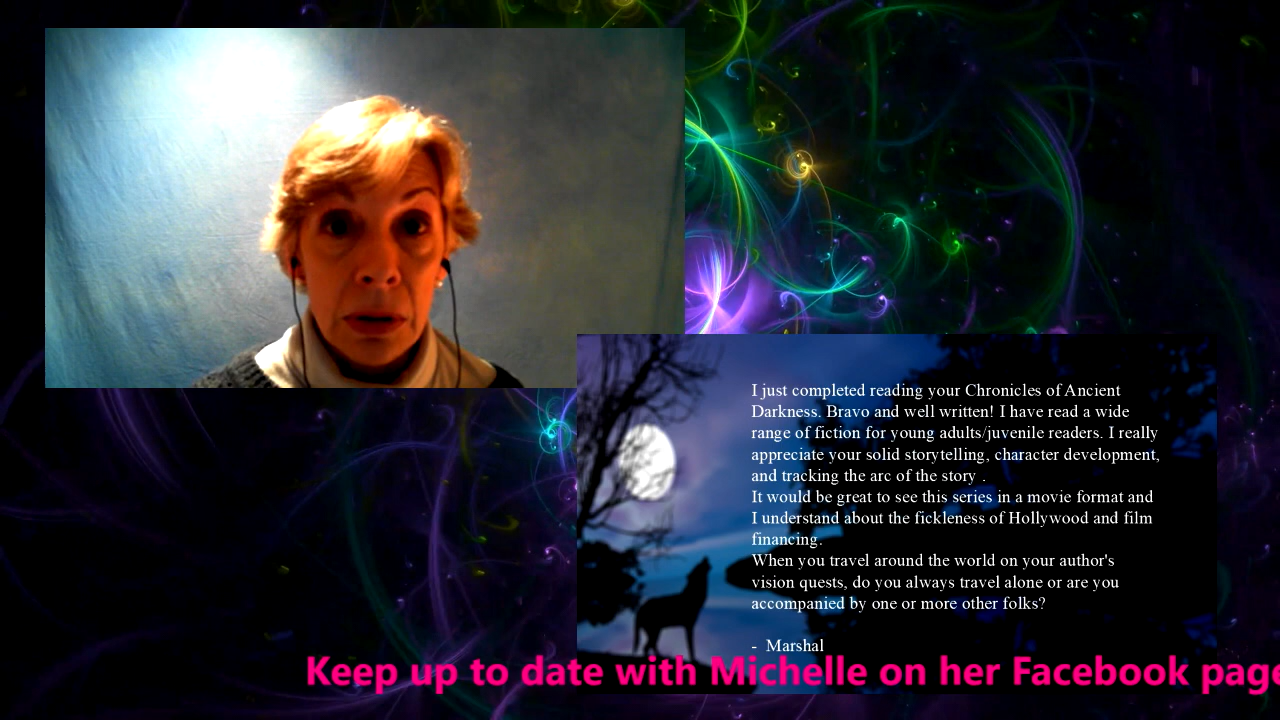 I just completed reading your Chronicles of Ancient
Darkness. Bravo and well written! I have read a wide
range of fiction for young adults/juvenile readers. I really
appreciate your solid storytelling, character development,
and tracking the arc of the story .
It would be great to see this series in a movie format and
I understand about the fickleness of Hollywood and film
financing.
When you travel around the world on your author's
vision quests, do you always travel alone or are you
accompanied by one or more other folks?
- Marshal
Keep up to date with Michelle on her Facebook page